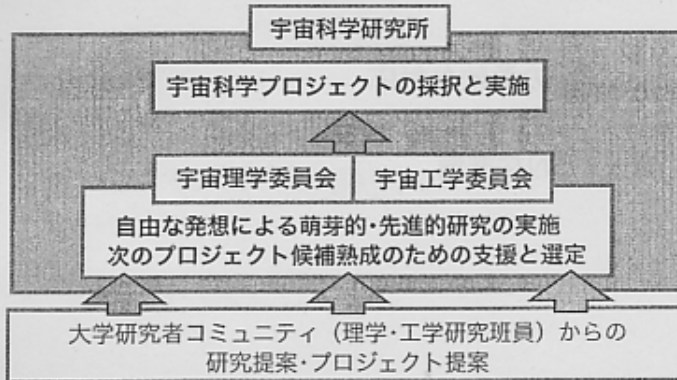 宇宙科学研究所
宇宙科学プロジェクトの採択と実施
宇宙理学委員会
宇宙工学委員会
自由な発想による萌芽的･先進的研究の実施
次のプロジェクト候補熟成のための支援と選定
大学研究者コミュニティ（理学･工学研究班員）からの
研究提案･プロジェクト提案